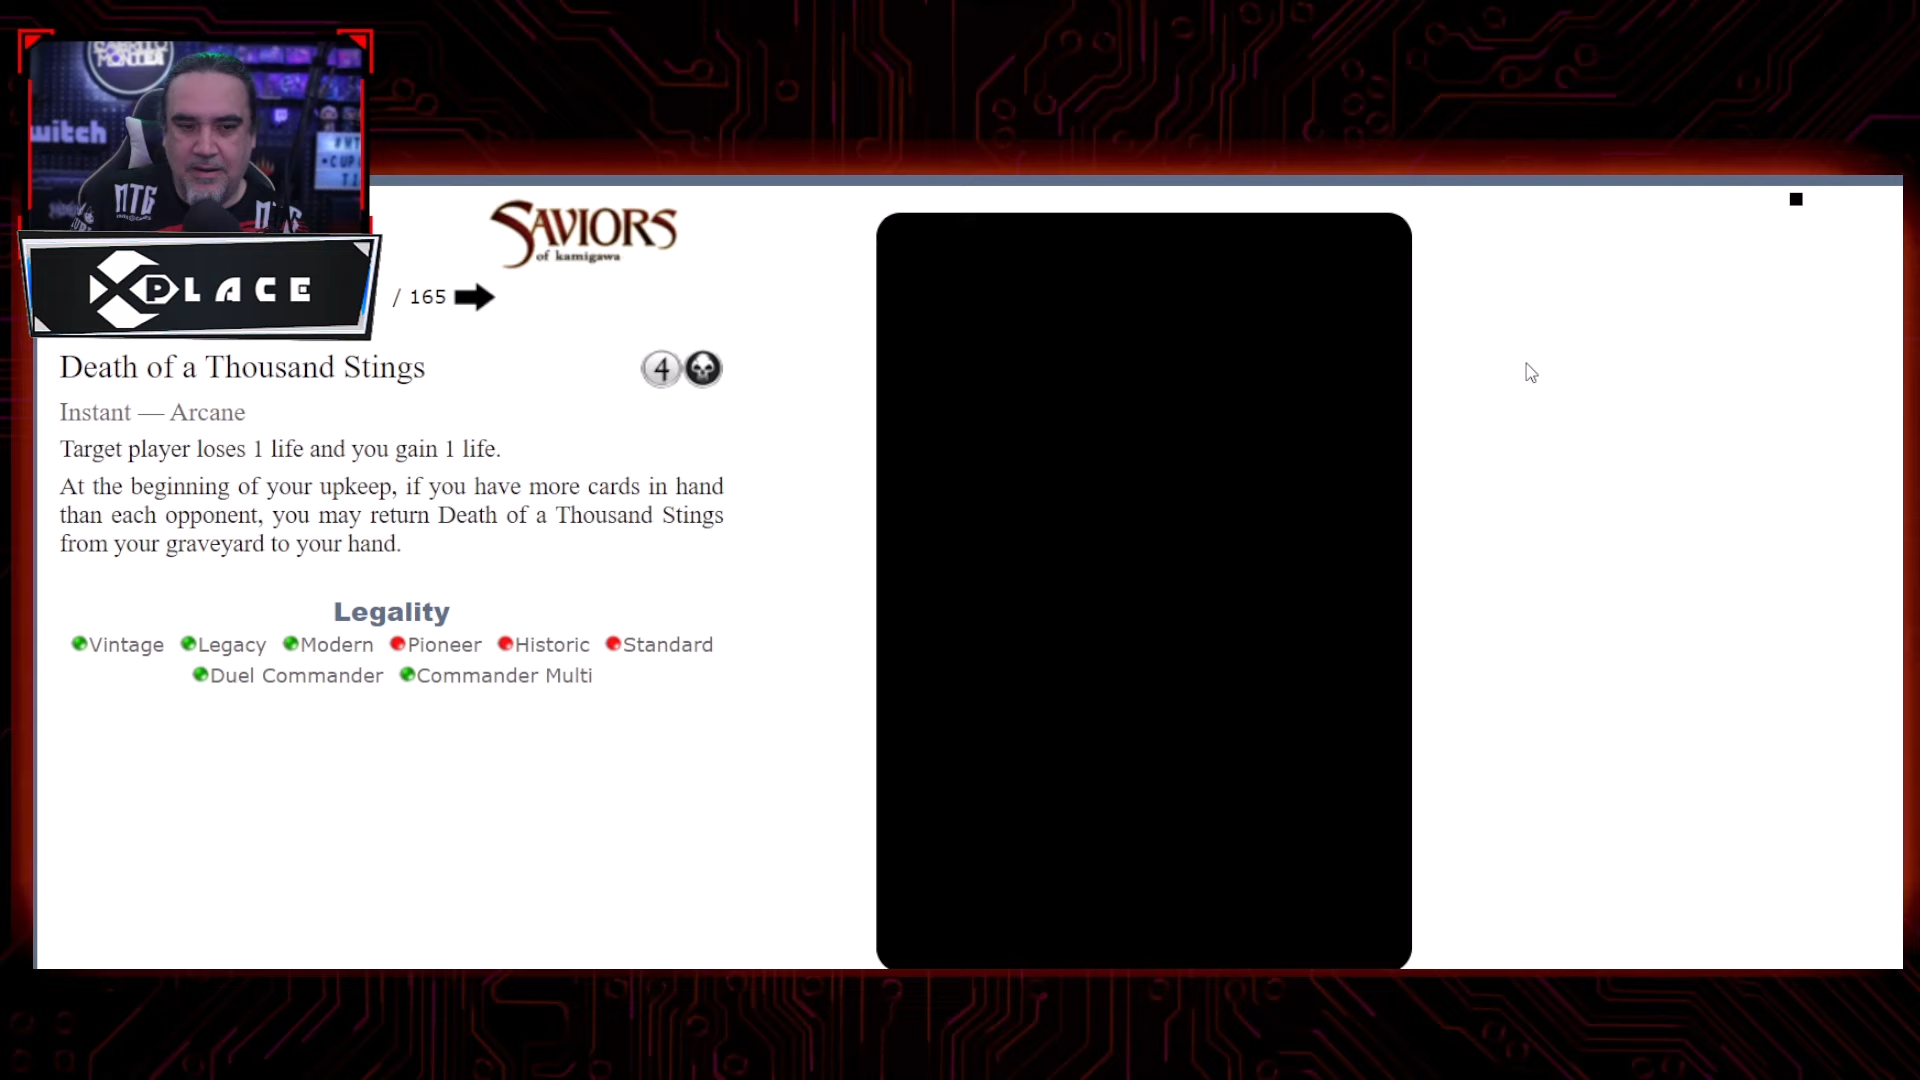 witch
MTG
XPLACE
SAVIORS
of kamigawa
/ 165
Death of a Thousand Stings
4
Instant — Arcane
Target player loses 1 life and you gain 1 life.
At the beginning of your upkeep, if you have more cards in hand
than each opponent, you may return Death of a Thousand Stings
from your graveyard to your hand.
Legality
Vintage Legacy Modern Pioneer Historic Standard
Duel Commander Commander Multi